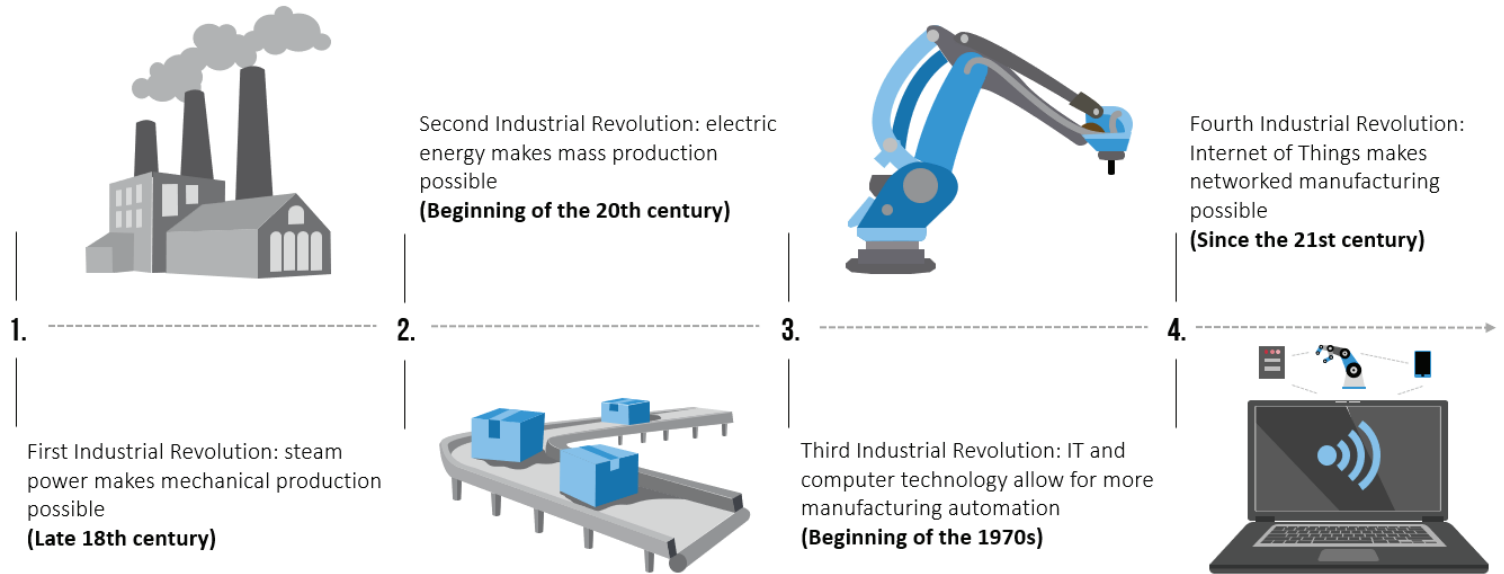 1.
First Industrial Revolution: steam
power makes mechanical production
possible
(Late 18th century)
2.
Second Industrial Revolution: electric
energy makes mass production
possible
(Beginning of the 20th century)
3.
Third Industrial Revolution: IT and
computer technology allow for more
manufacturing automation
(Beginning of the 1970s)
4.
Fourth Industrial Revolution:
Internet of Things makes
networked manufacturing
possible
(Since the 21st century)